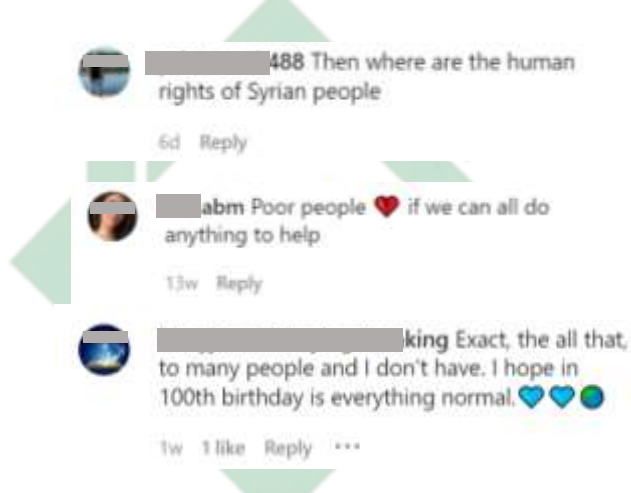 488 Then where are the human
rights of Syrian people
6d Reply
abm Poor people ❤️ if we can all do
anything to help
13w Reply
king Exact, the all that,
to many people and I don't have. I hope in
100th birthday is everything normal.💙💙🌍
1w 1 like Reply ···